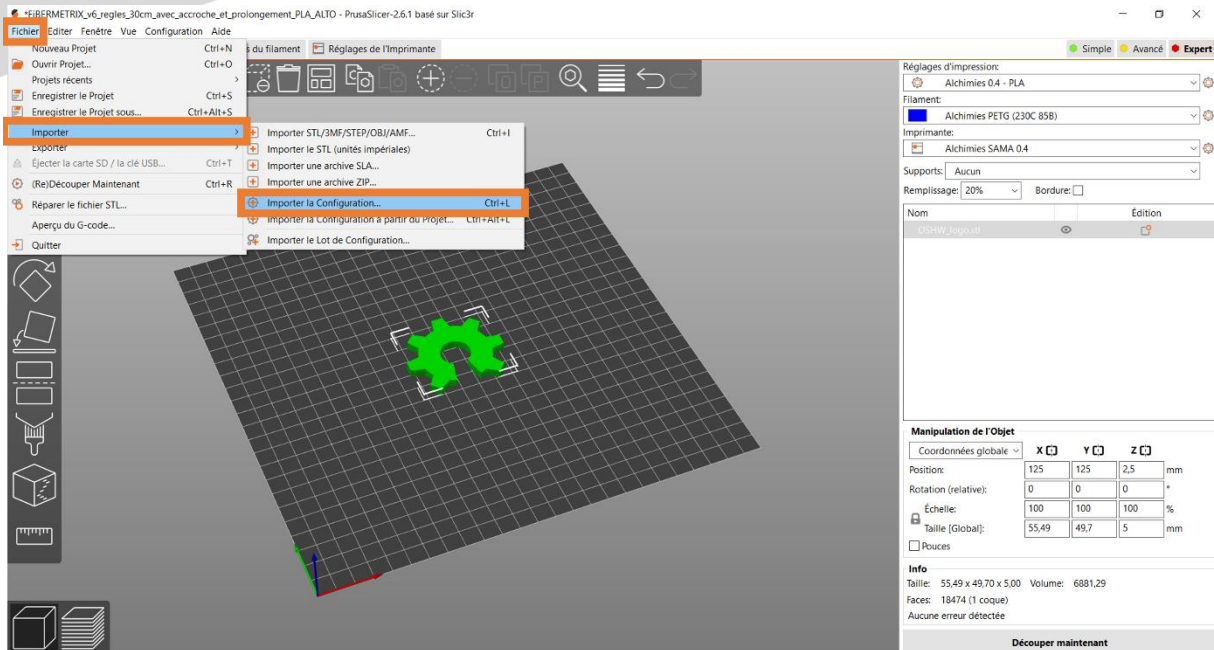 *FiBERMETRIX_v6_regles_30cm_avec_accroche_et_prolongement_PLA_ALTO - PrusaSlicer-2.6.1 basé sur Slic3r
Fichier Editer Fenêtre Vue Configuration Aide
Nouveau Projet Ctrl+N
du filament Réglages de l'Imprimante
Simple Avancé Expert
Ouvrir Projet... Ctrl+O
Projets récents
Enregistrer le Projet Ctrl+S
Enregistrer le Projet sous... Ctrl+Alt+S
Importer
Exporter
Éjecter la carte SD / la clé USB... Ctrl+T
(Re)Découper Maintenant Ctrl+R
Réparer le fichier STL...
Aperçu du G-code...
Quitter
Importer STL/3MF/STEP/OBJ/AMF... Ctrl+I
Importer le STL (unités impériales)
Importer une archive SLA...
Importer une archive ZIP...
Importer la Configuration... Ctrl+L
Importer la Configuration à partir du Projet... Ctrl+Alt+L
Importer le Lot de Configuration...
Réglages d'impression:
Alchimies 0.4 - PLA
Filament:
Alchimies PETG (230C 85B)
Imprimante:
Alchimies SAMA 0.4
Supports: Aucun
Remplissage: 20% Bordure:
Nom Édition
OSHW_logo.stl
Manipulation de l'Objet
Coordonnées globale X Y Z
Position: 125 125 2,5 mm
Rotation (relative): 0 0 0 °
Échelle: 100 100 100 %
Taille [Global]: 55,49 49,7 5 mm
Pouces
Info
Taille: 55,49 x 49,70 x 5,00 Volume: 6881,29
Faces: 18474 (1 coque)
Aucune erreur détectée
Découper maintenant